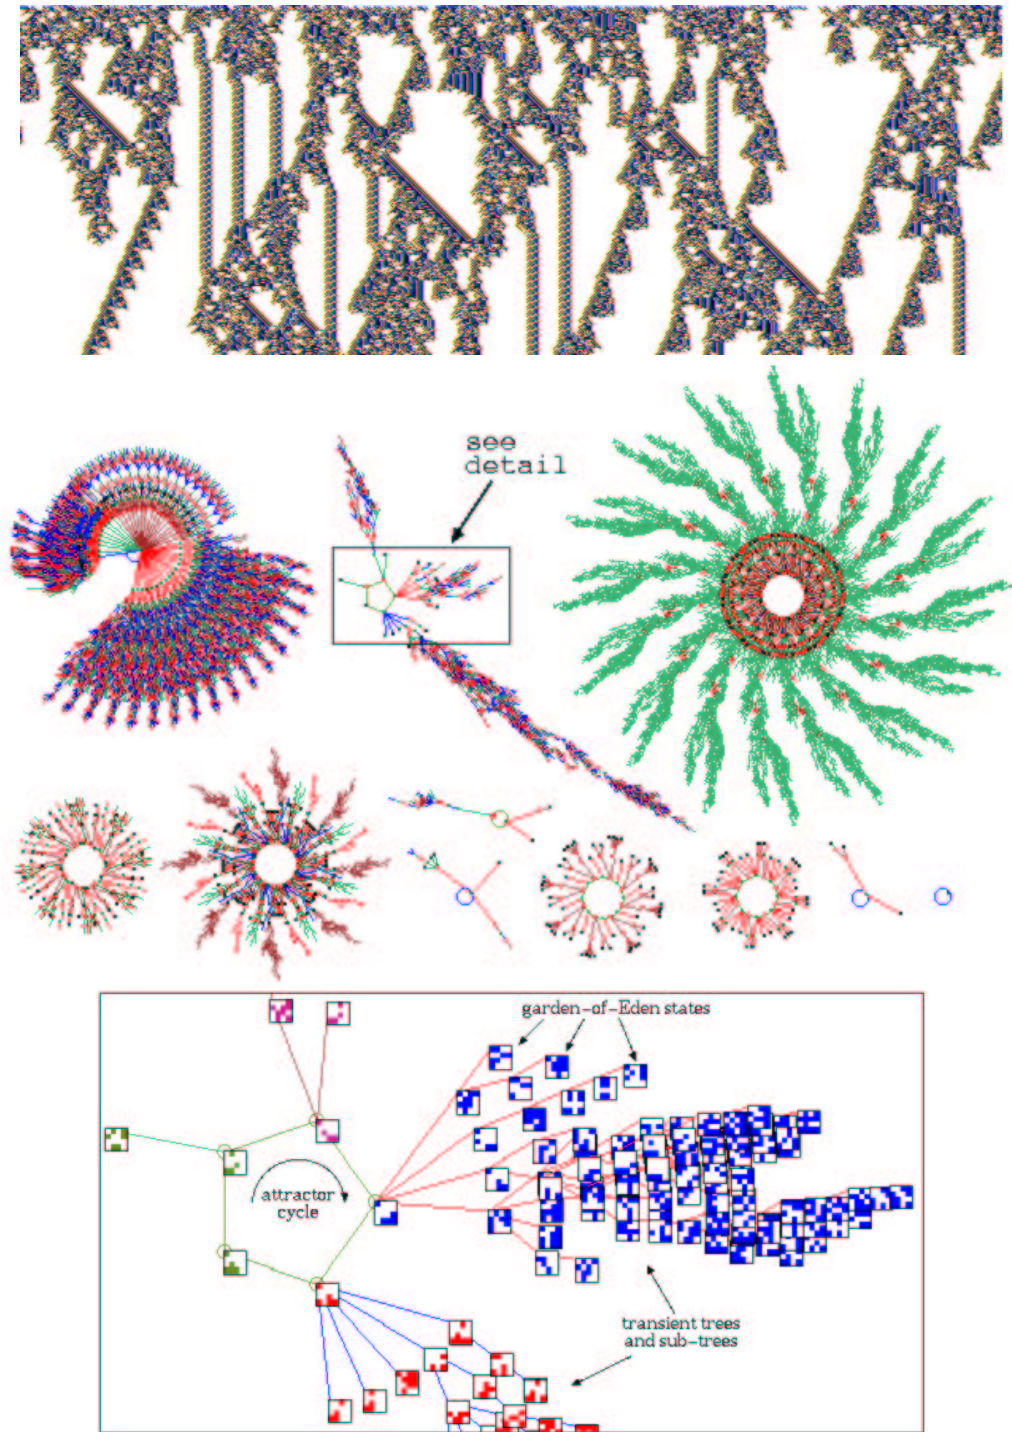 see
detail
garden-of-Eden states
attractor
cycle
transient trees
and sub-trees